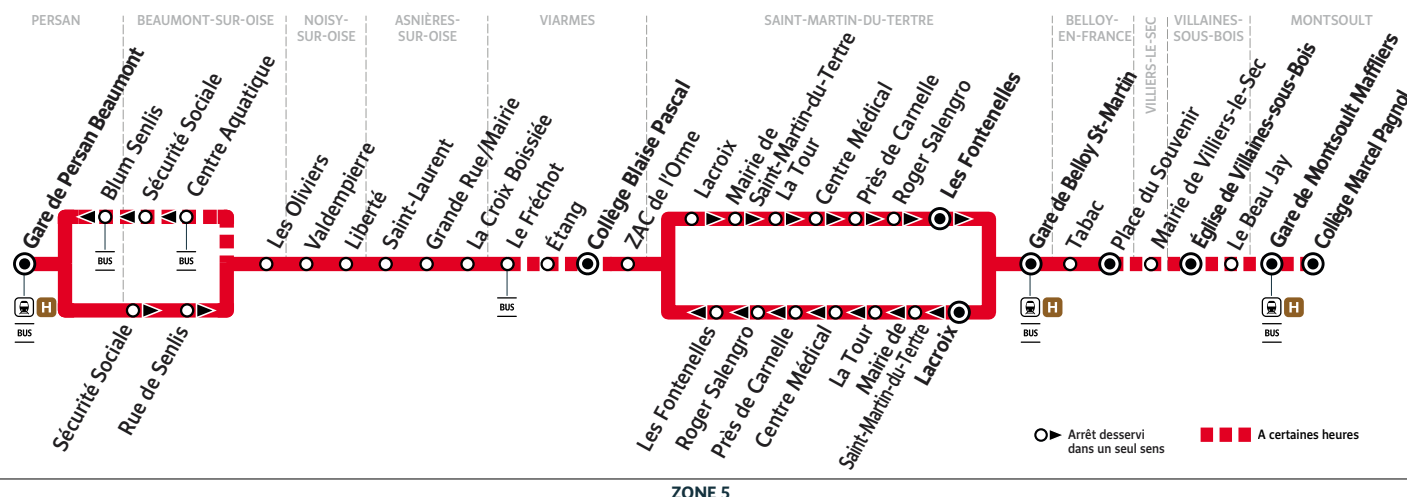 PERSAN
BEAUMONT-SUR-OISE
NOISY-
SUR-OISE
ASNIÈRES-
SUR-OISE
VIARMES
SAINT-MARTIN-DU-TERTRE
BELLOY-
EN-FRANCE
VILLIERS-LE-SEC
VILLAINES-
SOUS-BOIS
MONTSOULT
Gare de Persan Beaumont
Blum Senlis
Sécurité Sociale
Centre Aquatique
Les Oliviers
Valdempierre
Liberté
Saint-Laurent
Grande Rue/Mairie
La Croix Boissiée
Le Fréchot
Étang
Collège Blaise Pascal
ZAC de l'Orme
Lacroix
Mairie de
Saint-Martin-du-Tertre
La Tour
Centre Médical
Près de Carnelle
Roger Salengro
Les Fontenelles
Gare de Belloy St-Martin
Tabac
Place du Souvenir
Mairie de Villiers-le-Sec
Église de Villaines-sous-Bois
Le Beau Jay
Gare de Montsoult Maffliers
Collège Marcel Pagnol
BUS
BUS
H
BUS
BUS
H
BUS
H
BUS
Sécurité Sociale
Rue de Senlis
Les Fontenelles
Roger Salengro
Près de Carnelle
Centre Médical
La Tour
Mairie de
Saint-Martin-du-Tertre
Lacroix
Arrêt desservi
dans un seul sens
A certaines heures
ZONE 5